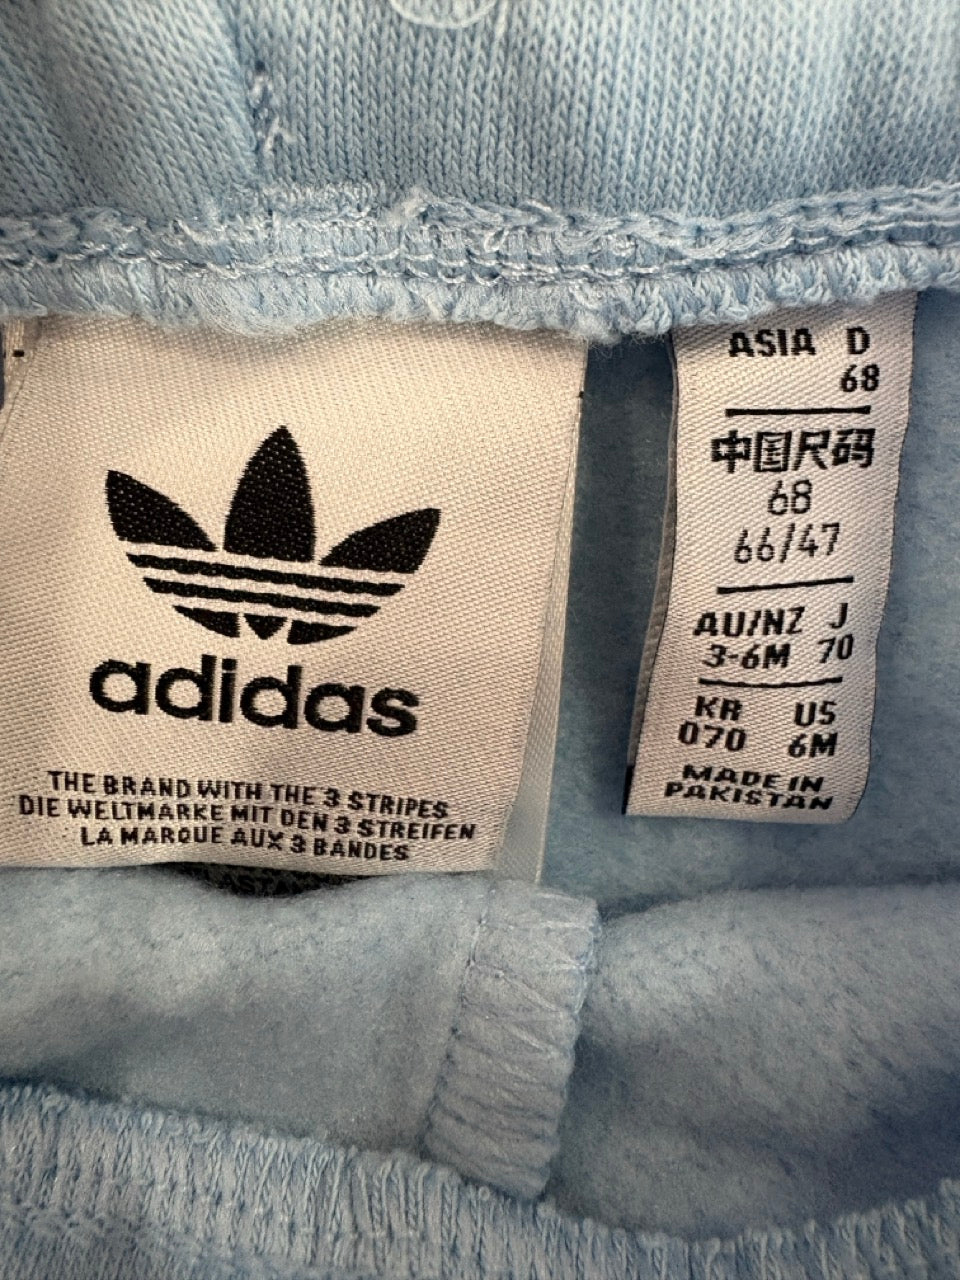 adidas
THE BRAND WITH THE 3 STRIPES
DIE WELTMARKE MIT DEN 3 STREIFEN
LA MARQUE AUX 3 BANDES
ASIA D
68
中国尺码
68
66/47
AU/NZ J
3-6M 70
KR US
070 6M
MADE IN
PAKISTAN